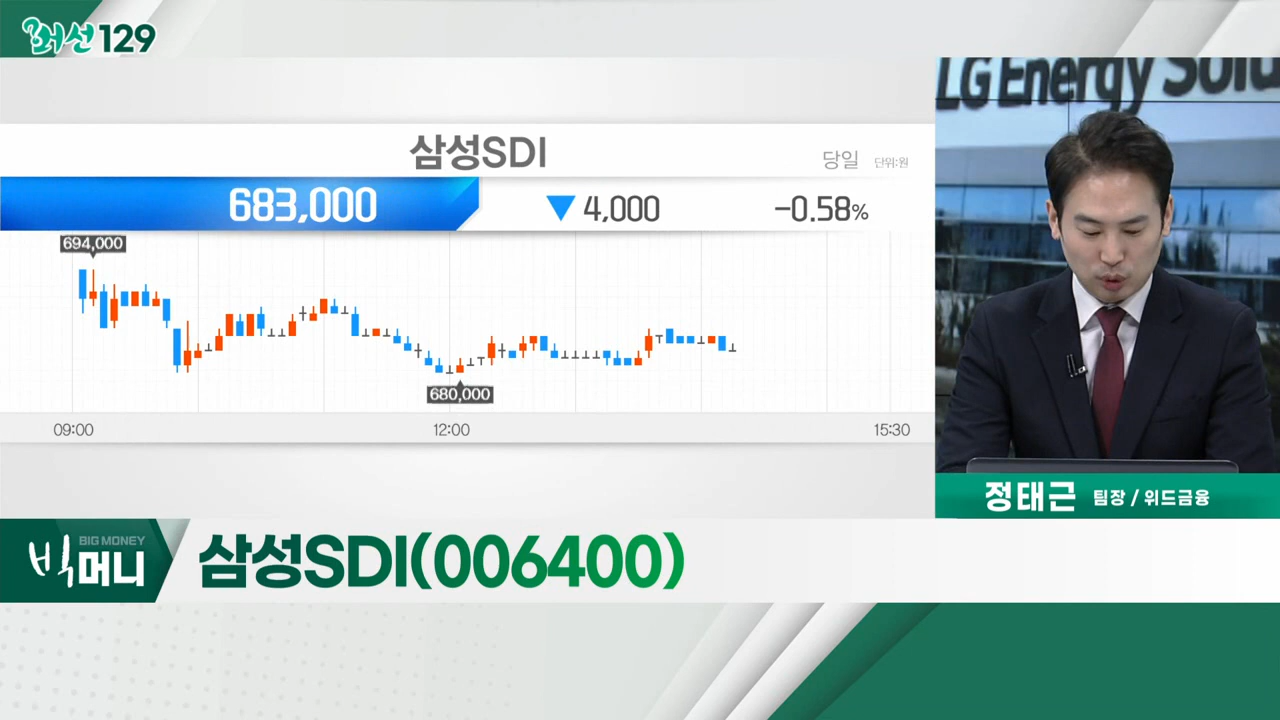 최선129
LG Energy Solu
삼성SDI
당일 단위:원
683,000 ▼4,000 -0.58%
694,000
680,000
09:00 12:00 15:30
정태근 팀장 / 위드금융
BIG MONEY
빅머니
삼성SDI(006400)